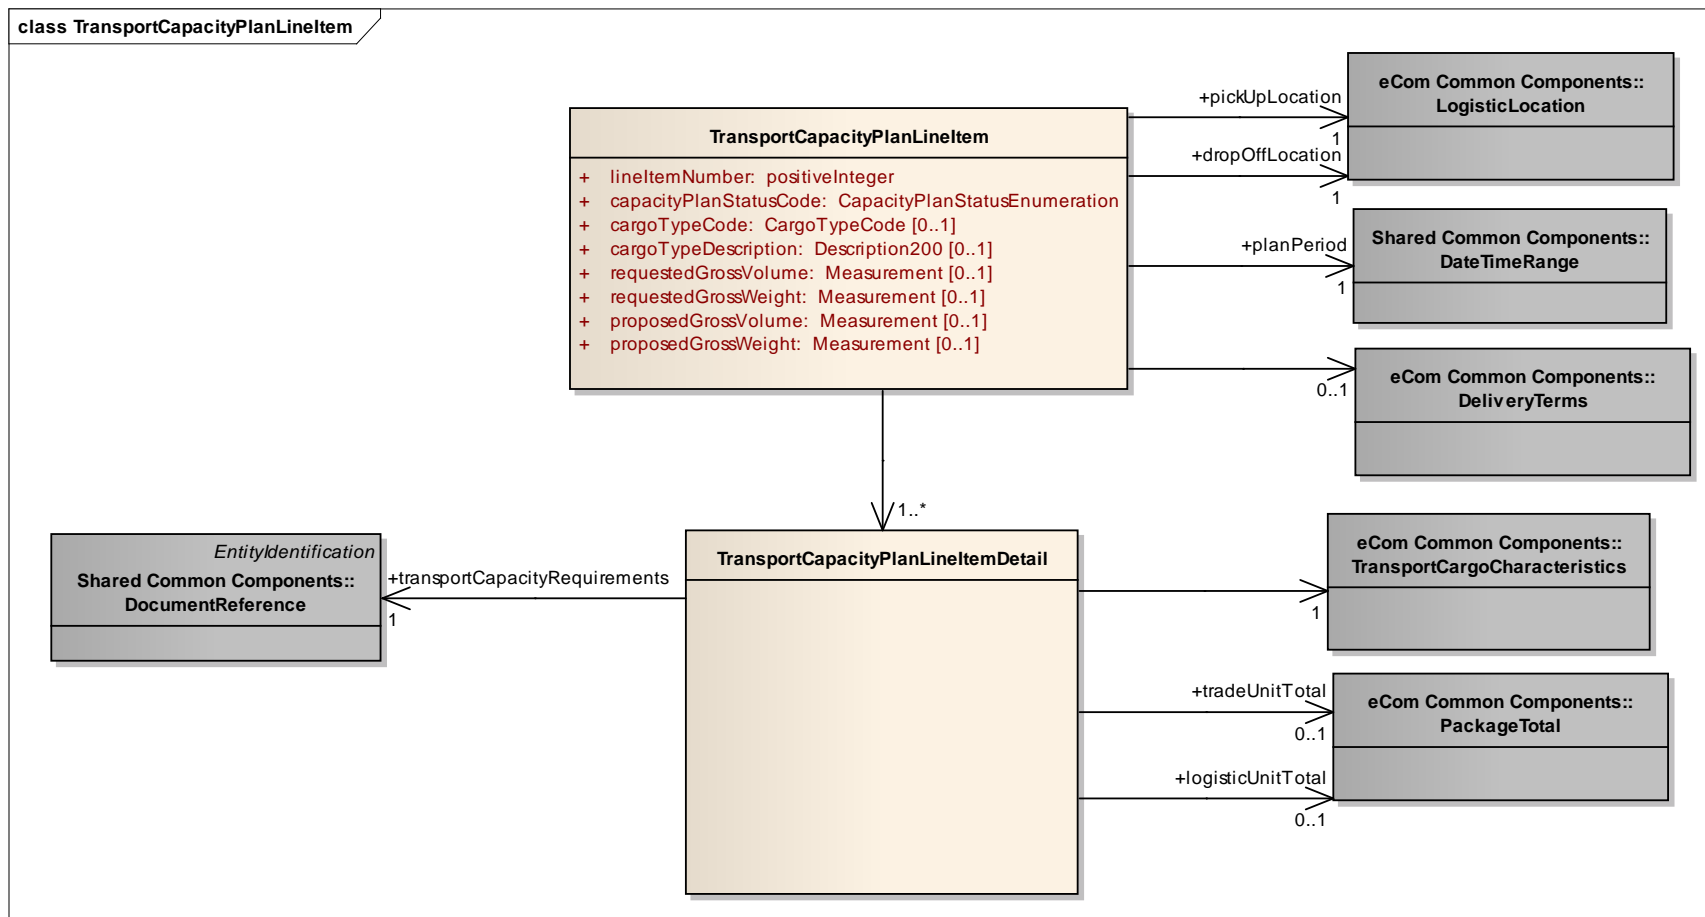 class TransportCapacityPlanLineItem
TransportCapacityPlanLineItem
+ lineItemNumber: positiveInteger
+ capacityPlanStatusCode: CapacityPlanStatusEnumeration
+ cargoTypeCode: CargoTypeCode [0..1]
+ cargoTypeDescription: Description200 [0..1]
+ requestedGrossVolume: Measurement [0..1]
+ requestedGrossWeight: Measurement [0..1]
+ proposedGrossVolume: Measurement [0..1]
+ proposedGrossWeight: Measurement [0..1]
+pickUpLocation
1
+dropOffLocation
1
eCom Common Components::
LogisticLocation
+planPeriod
1
Shared Common Components::
DateTimeRange
0..1
eCom Common Components::
DeliveryTerms
1..*
EntityIdentification
Shared Common Components::
DocumentReference
+transportCapacityRequirements
1
TransportCapacityPlanLineItemDetail
1
eCom Common Components::
TransportCargoCharacteristics
+tradeUnitTotal
0..1
+logisticUnitTotal
0..1
eCom Common Components::
PackageTotal